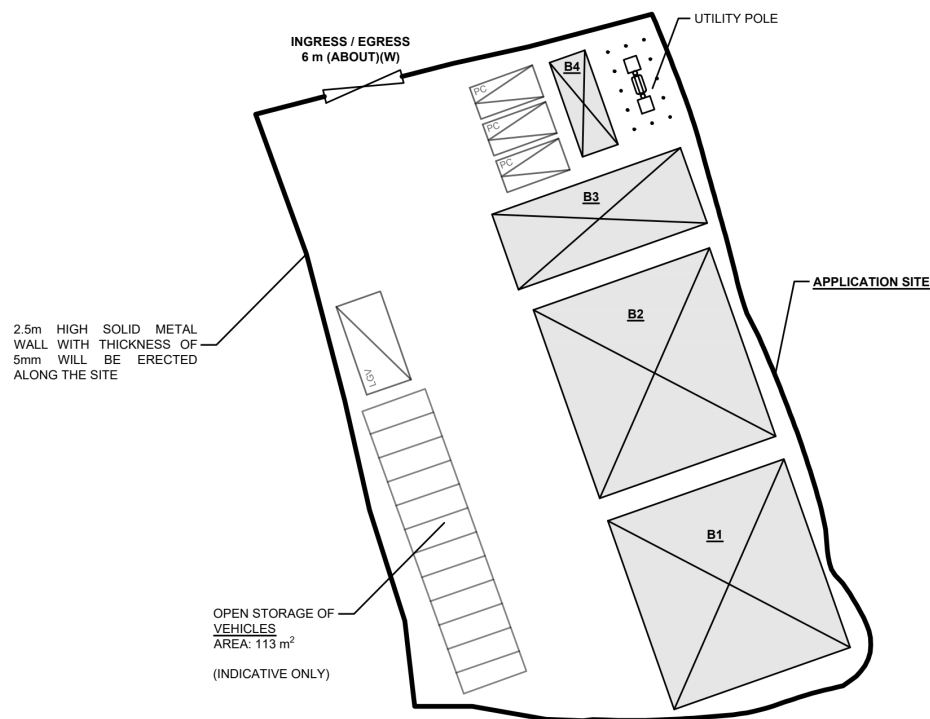 UTILITY POLE
INGRESS / EGRESS
6 m (ABOUT)(W)
B4
PC
PC
PC
B3
APPLICATION SITE
B2
2.5m HIGH SOLID METAL
WALL WITH THICKNESS OF
5mm WILL BE ERECTED
ALONG THE SITE
LGV
B1
OPEN STORAGE OF
VEHICLES
AREA: 113 m²
(INDICATIVE ONLY)